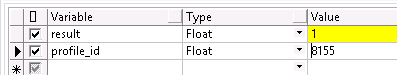 Variable Type Value
result Float 1
profile_id Float 8155